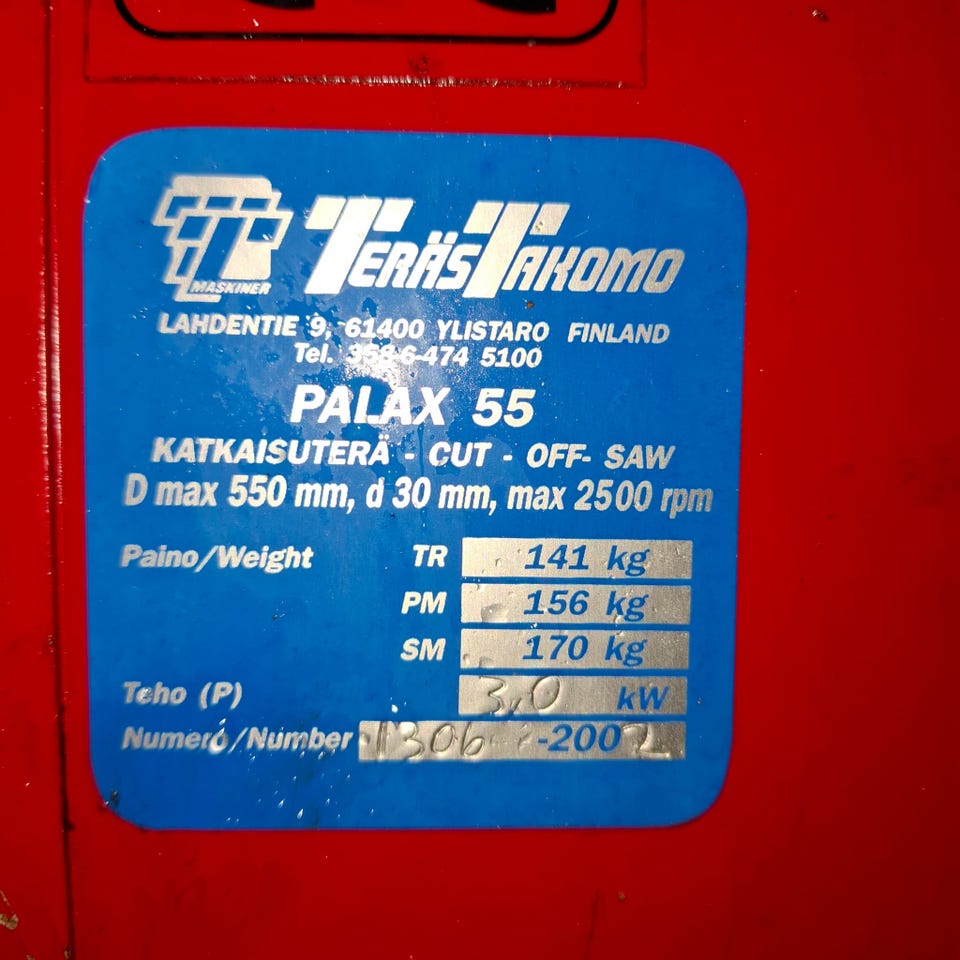 MASKINER
TERÄSTAKOMO
LAHDENTIE 9, 61400 YLISTARO FINLAND
Tel. 358-6-474 5100
PALAX 55
KATKAISUTERÄ - CUT - OFF- SAW
D max 550 mm, d 30 mm, max 2500 rpm
Paino/Weight TR 141 kg
PM 156 kg
SM 170 kg
Teho (P) 3,0 kW
Numero/Number 1306 -2002